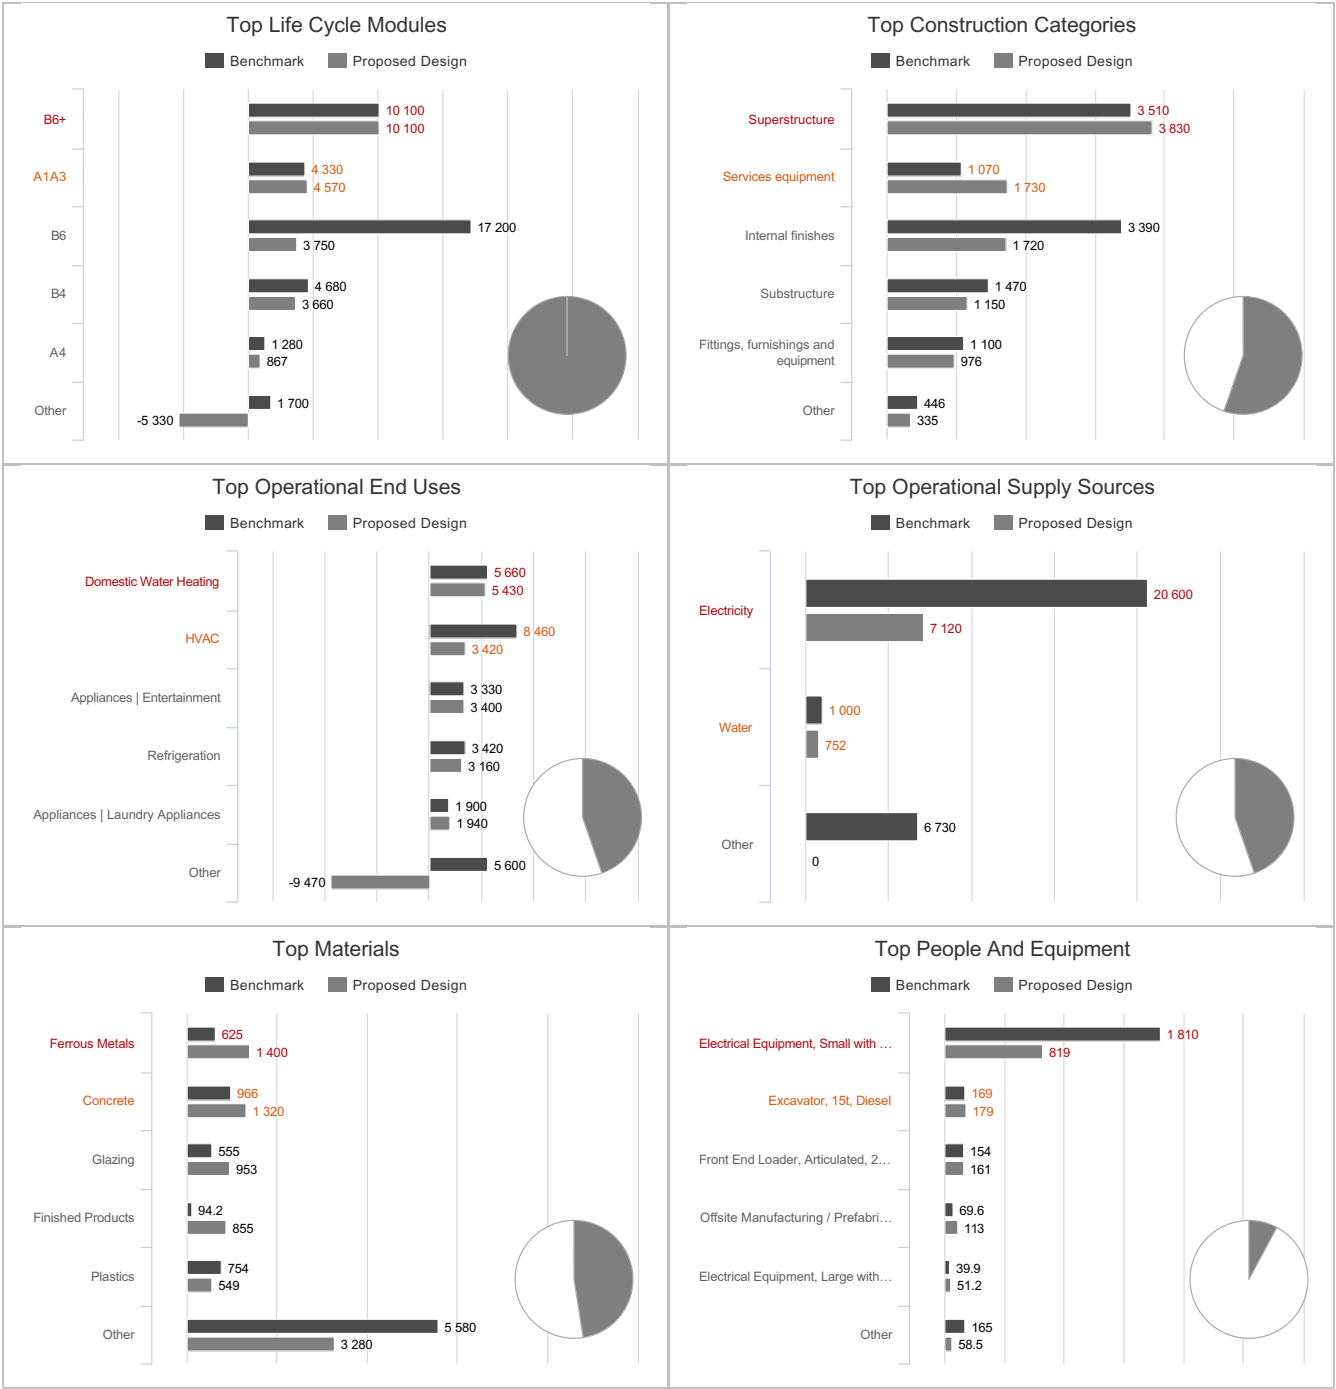 Top Life Cycle Modules
Benchmark
Proposed Design
B6+
10 100
10 100
A1A3
4 330
4 570
B6
17 200
3 750
B4
4 680
3 660
A4
1 280
867
Other
1 700
-5 330
Top Construction Categories
Benchmark
Proposed Design
Superstructure
3 510
3 830
Services equipment
1 070
1 730
Internal finishes
3 390
1 720
Substructure
1 470
1 150
Fittings, furnishings and
equipment
1 100
976
Other
446
335
Top Operational End Uses
Benchmark
Proposed Design
Domestic Water Heating
5 660
5 430
HVAC
8 460
3 420
Appliances | Entertainment
3 330
3 400
Refrigeration
3 420
3 160
Appliances | Laundry Appliances
1 900
1 940
Other
5 600
-9 470
Top Operational Supply Sources
Benchmark
Proposed Design
Electricity
20 600
7 120
Water
1 000
752
Other
6 730
0
Top Materials
Benchmark
Proposed Design
Ferrous Metals
625
1 400
Concrete
966
1 320
Glazing
555
953
Finished Products
94.2
855
Plastics
754
549
Other
5 580
3 280
Top People And Equipment
Benchmark
Proposed Design
Electrical Equipment, Small with …
1 810
819
Excavator, 15t, Diesel
169
179
Front End Loader, Articulated, 2…
154
161
Offsite Manufacturing / Prefabri…
69.6
113
Electrical Equipment, Large with…
39.9
51.2
Other
165
58.5